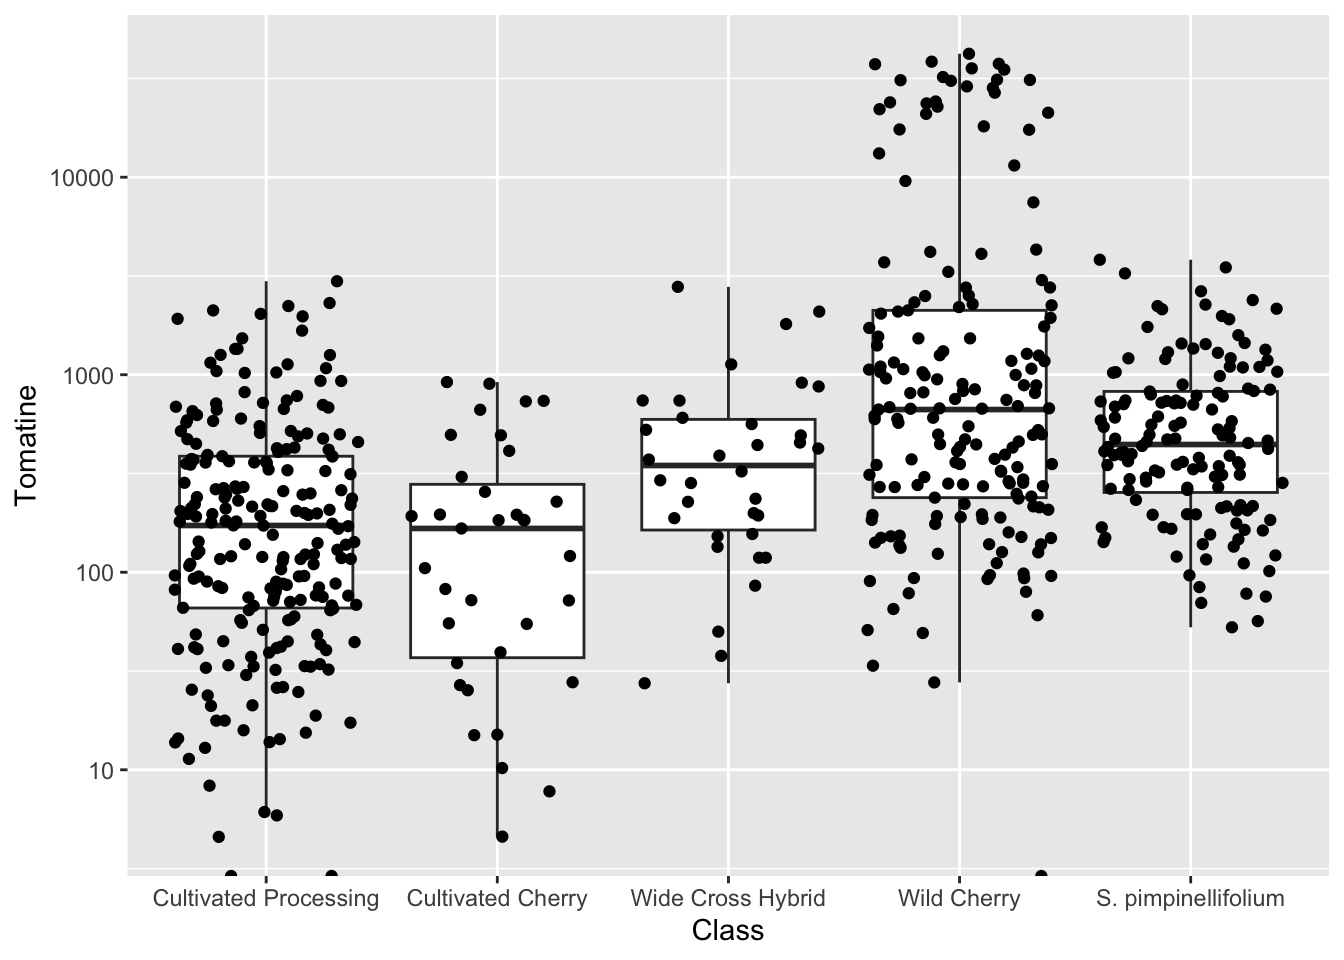 Tomatine
10000
1000
100
10
Cultivated Processing
Cultivated Cherry
Wide Cross Hybrid
Wild Cherry
S. pimpinellifolium
Class